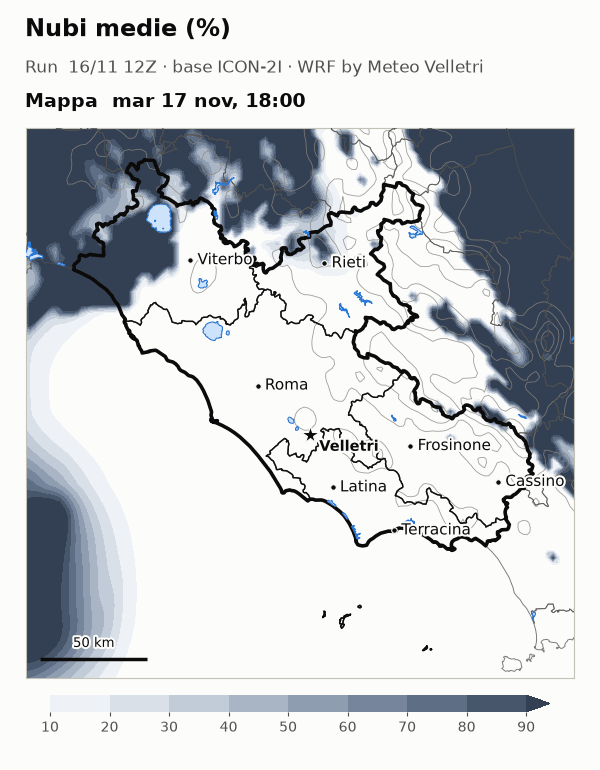 Nubi medie (%)
Run  16/11 12Z · base ICON-2I · WRF by Meteo Velletri
Mappa  mar 17 nov, 18:00
Viterbo
Rieti
Roma
Velletri
Frosinone
Cassino
Latina
Terracina
50 km
10 20 30 40 50 60 70 80 90